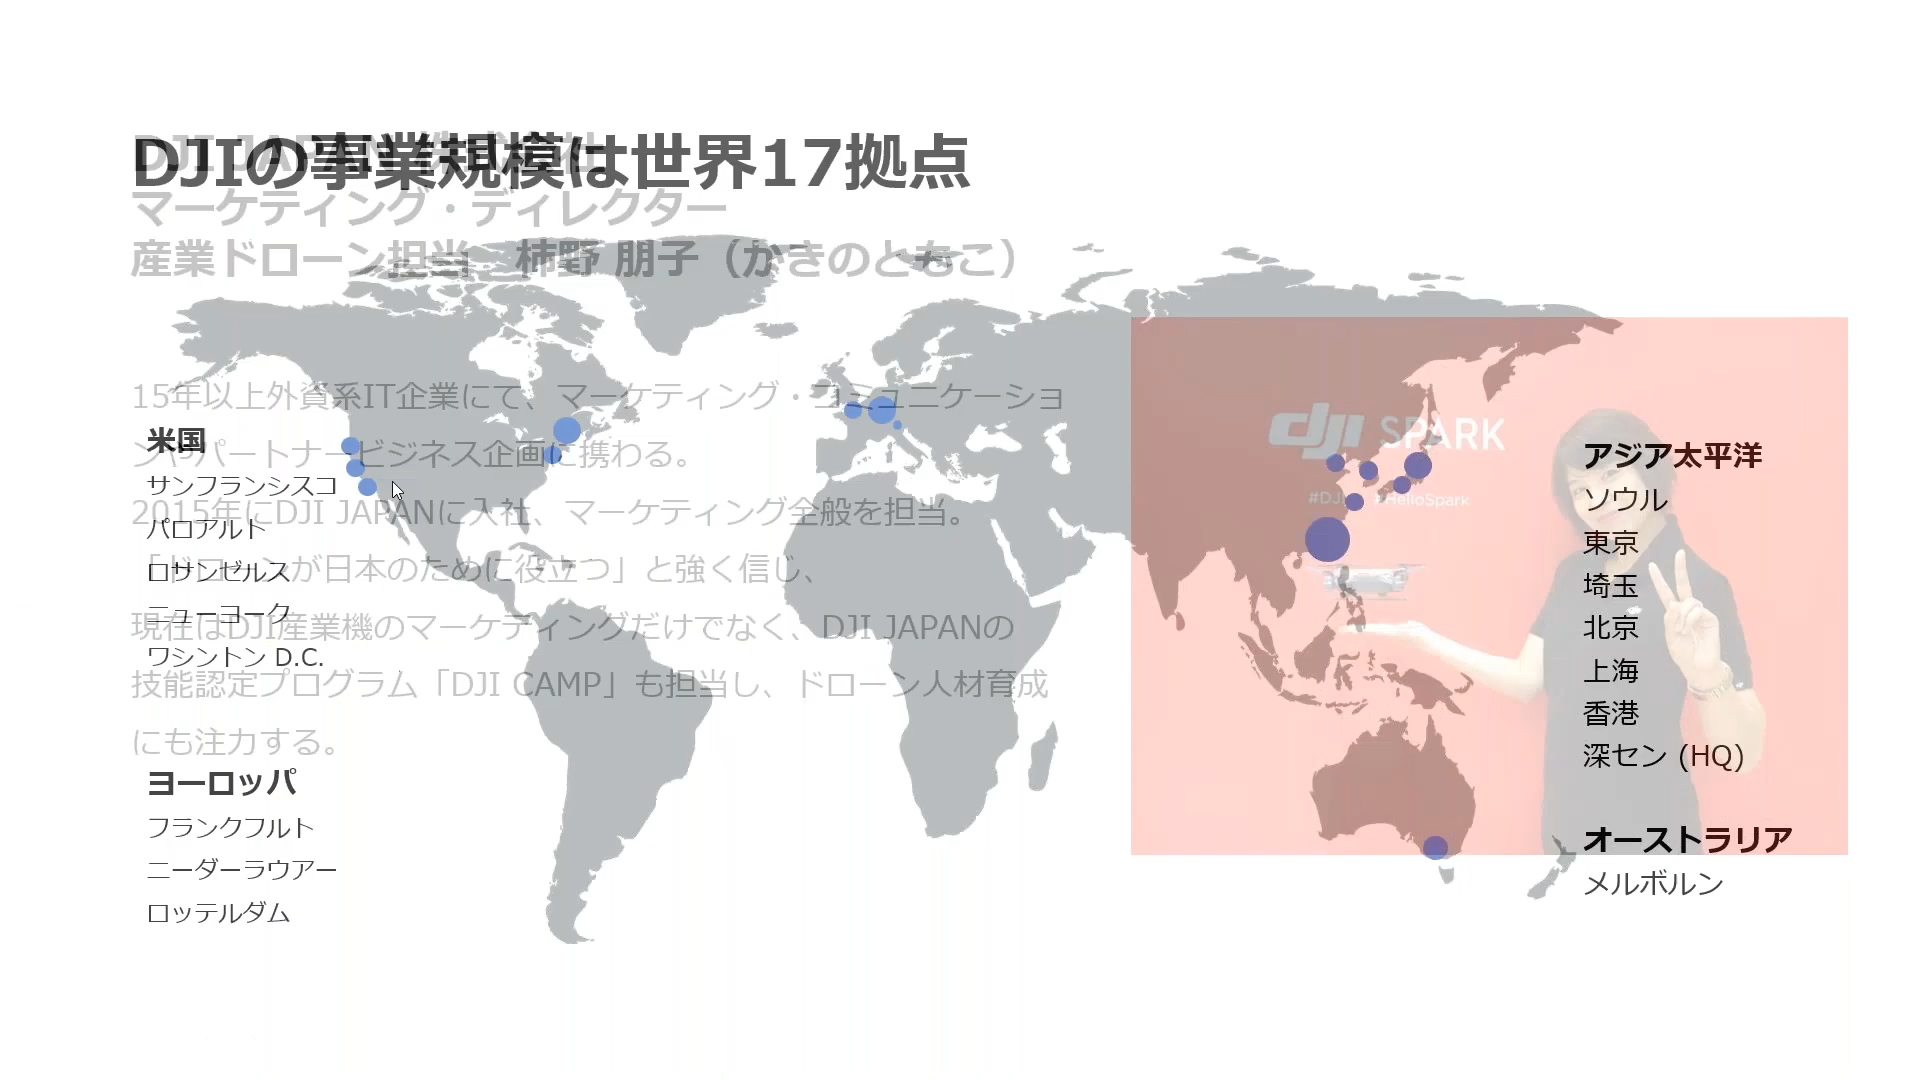 DJIの事業規模は世界17拠点
DJI JAPAN 株式会社
マーケティング・ディレクター
産業ドローン担当 柿野 朋子（かきのともこ）
15年以上外資系IT企業にて、マーケティング・コミュニケーショ
ンやパートナービジネス企画に携わる。
2015年にDJI JAPANに入社、マーケティング全般を担当。
「ドローンが日本のために役立つ」と強く信じ、
現在はDJI産業機のマーケティングだけでなく、DJI JAPANの
技能認定プログラム「DJI CAMP」も担当し、ドローン人材育成
にも注力する。
米国
サンフランシスコ
パロアルト
ロサンゼルス
ニューヨーク
ワシントン D.C.
ヨーロッパ
フランクフルト
ニーダーラウアー
ロッテルダム
dji SPARK
#DJI #HelloSpark
アジア太平洋
ソウル
東京
埼玉
北京
上海
香港
深セン (HQ)
オーストラリア
メルボルン